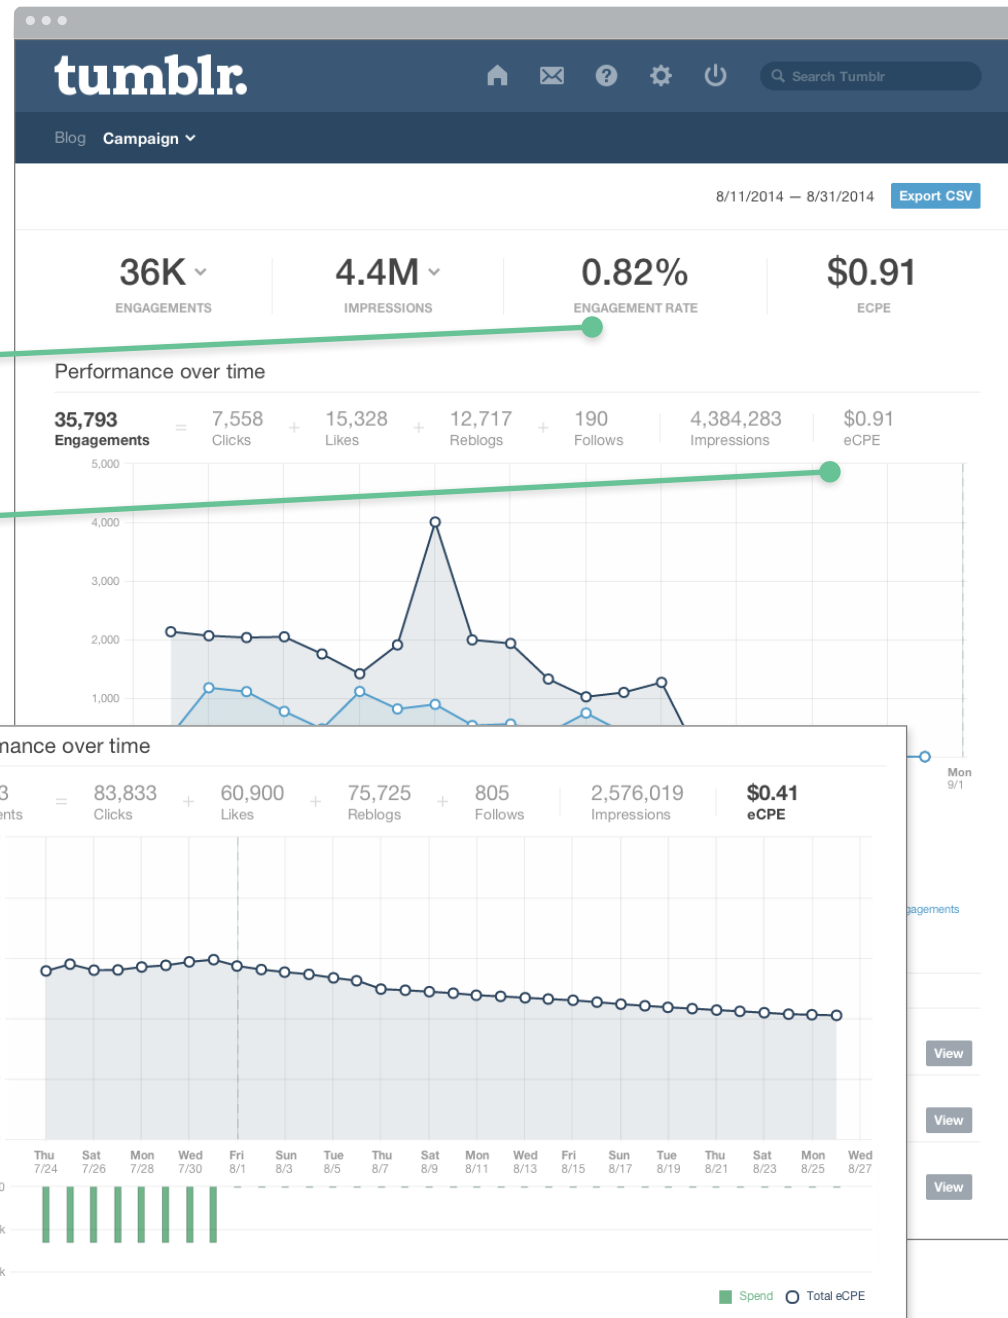 tumblr.
Search Tumblr
Blog Campaign
8/11/2014 — 8/31/2014 Export CSV
36K 4.4M 0.82% $0.91
ENGAGEMENTS IMPRESSIONS ENGAGEMENT RATE ECPE
Performance over time
35,793 = 7,558 + 15,328 + 12,717 + 190 4,384,283 $0.91
Engagements Clicks Likes Reblogs Follows Impressions eCPE
5,000
4,000
3,000
2,000
1,000
Mon
9/1
mance over time
3 = 83,833 + 60,900 + 75,725 + 805 2,576,019 $0.41
ents Clicks Likes Reblogs Follows Impressions eCPE
gagements
View
View
Thu Sat Mon Wed Fri Sun Tue Thu Sat Mon Wed Fri Sun Tue Thu Sat Mon Wed
7/24 7/26 7/28 7/30 8/1 8/3 8/5 8/7 8/9 8/11 8/13 8/15 8/17 8/19 8/21 8/23 8/25 8/27
0
View
k
k
Spend Total eCPE